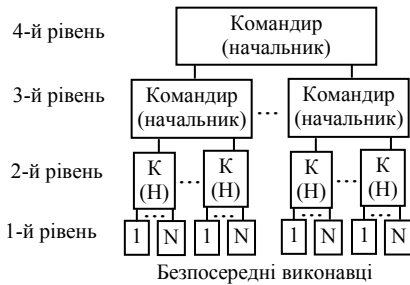 4-й рівень
Командир
(начальник)
3-й рівень
Командир
(начальник)
...
Командир
(начальник)
2-й рівень
К
(Н)
...
К
(Н)
...
К
(Н)
...
К
(Н)
1-й рівень
...
...
...
...
1
N
1
N
1
N
1
N
Безпосередні виконавці